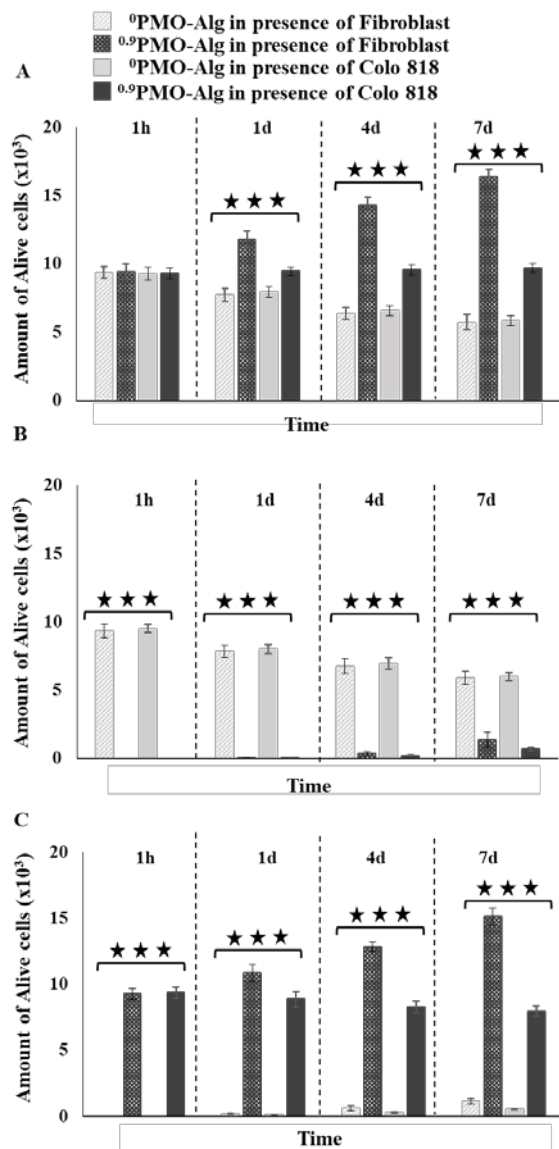 ⁰PMO-Alg in presence of Fibroblast
⁰·⁹PMO-Alg in presence of Fibroblast
⁰PMO-Alg in presence of Colo 818
⁰·⁹PMO-Alg in presence of Colo 818
A
Amount of Alive cells (x10³)
20
15
10
5
0
1h 1d 4d 7d
★★★ ★★★ ★★★
Time
B
Amount of Alive cells (x10³)
20
15
10
5
0
1h 1d 4d 7d
★★★ ★★★ ★★★ ★★★
Time
C
Amount of Alive cells (x10³)
20
15
10
5
0
1h 1d 4d 7d
★★★ ★★★ ★★★ ★★★
Time